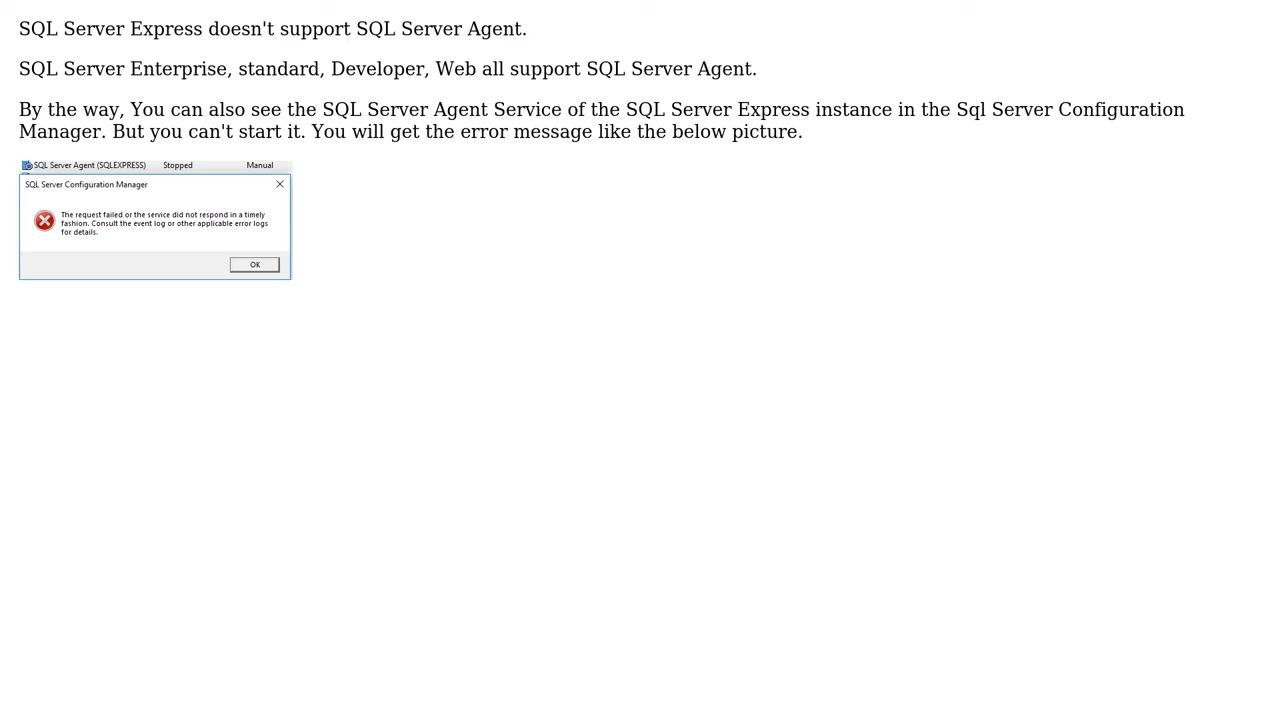 SQL Server Express doesn't support SQL Server Agent.
SQL Server Enterprise, standard, Developer, Web all support SQL Server Agent.
By the way, You can also see the SQL Server Agent Service of the SQL Server Express instance in the Sql Server Configuration
Manager. But you can't start it. You will get the error message like the below picture.
SQL Server Agent (SQLEXPRESS) Stopped Manual
SQL Server Configuration Manager
The request failed or the service did not respond in a timely
fashion. Consult the event log or other applicable error logs
for details.
OK